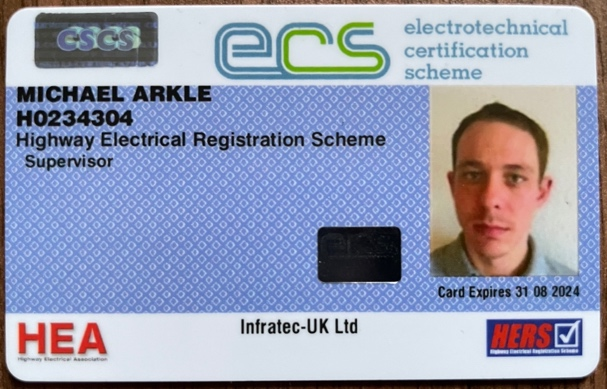 CSCS
ecs
electrotechnical
certification
scheme
MICHAEL ARKLE
H0234304
Highway Electrical Registration Scheme
Supervisor
ecs
Card Expires 31 08 2024
Infratec-UK Ltd
HEA
Highway Electrical Association
HERS
Highway Electrical Registration Scheme